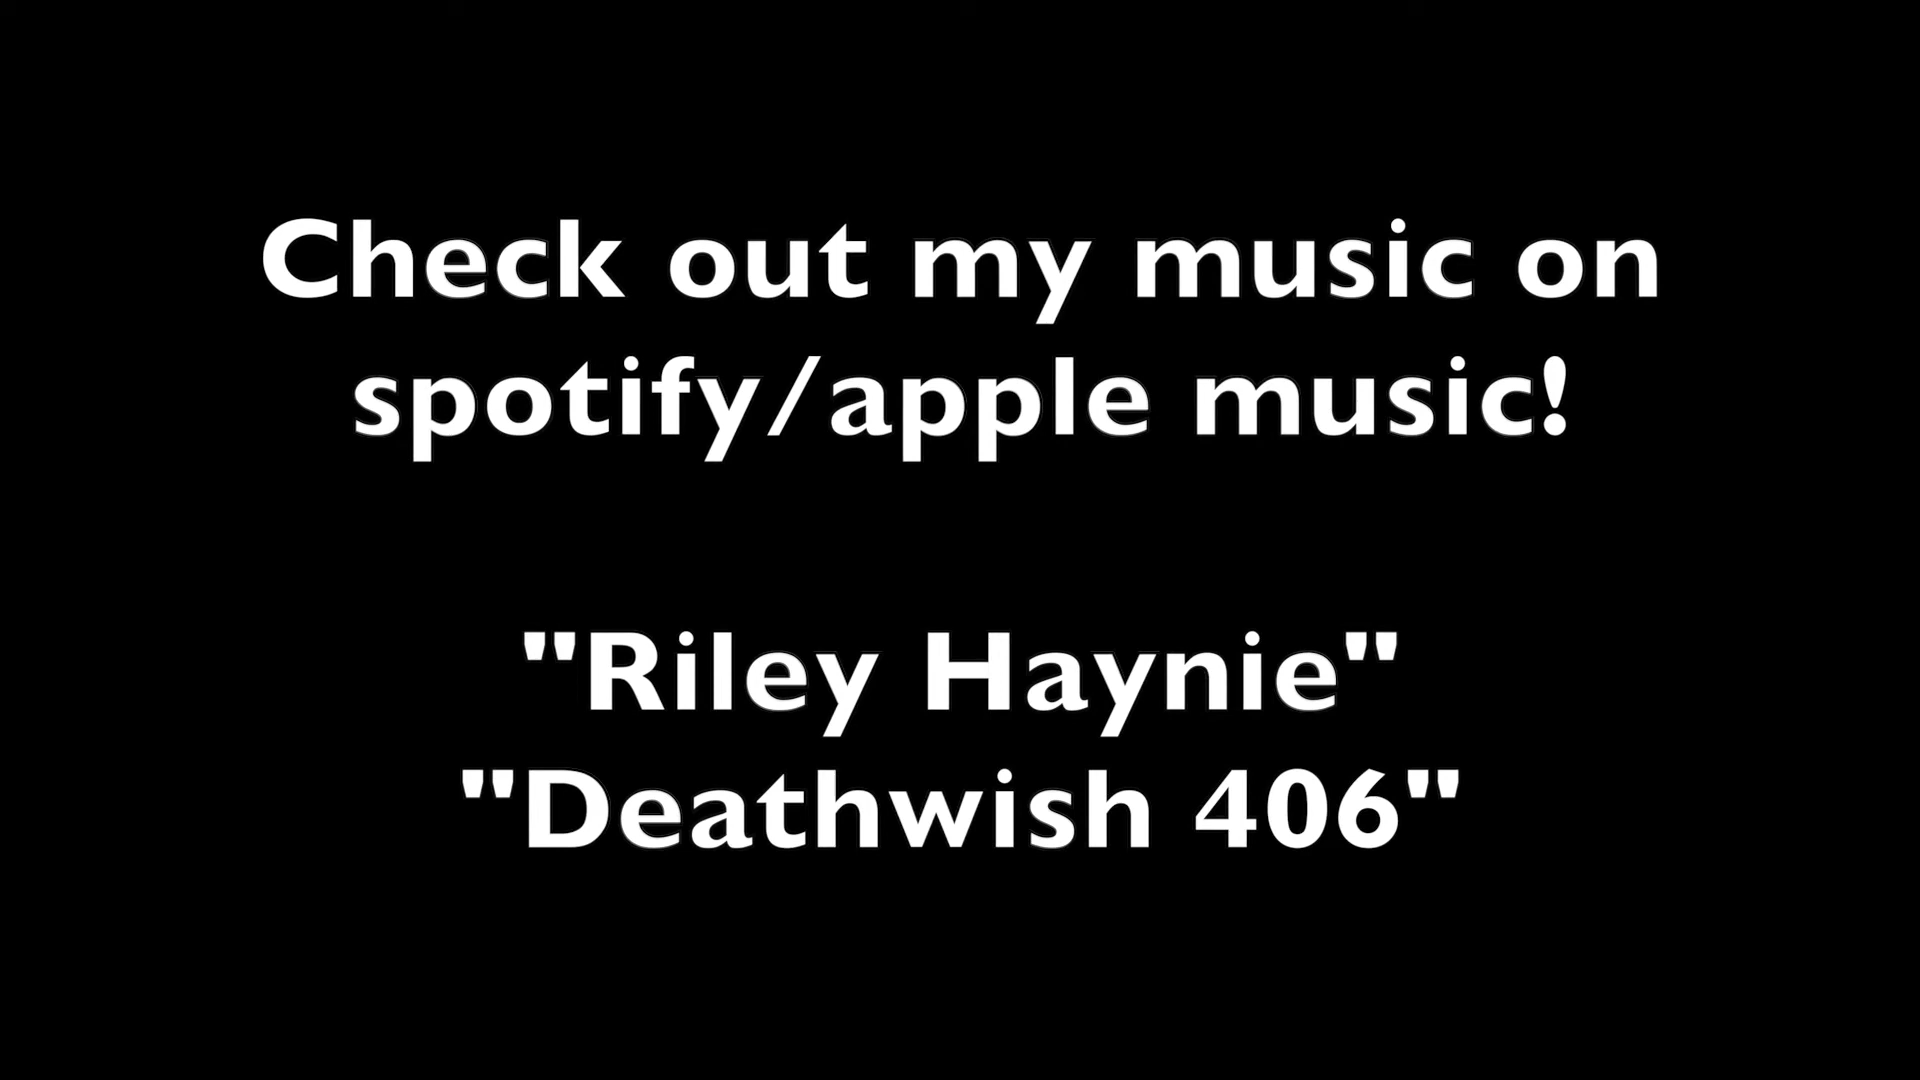 Check out my music on
spotify/apple music!
"Riley Haynie"
"Deathwish 406"